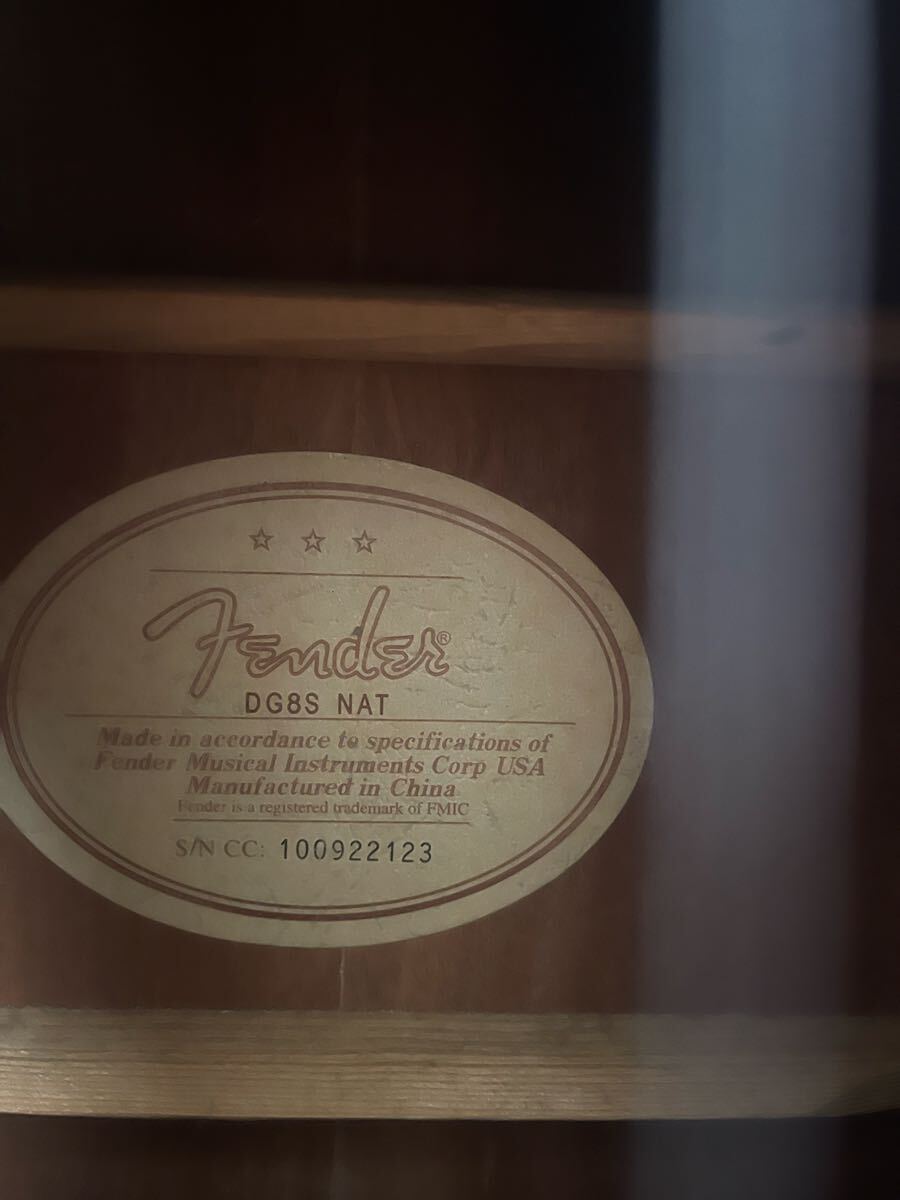 Fender®
DG8S NAT
Made in accordance to specifications of
Fender Musical Instruments Corp USA
Manufactured in China
Fender is a registered trademark of FMIC
S/N CC: 100922123